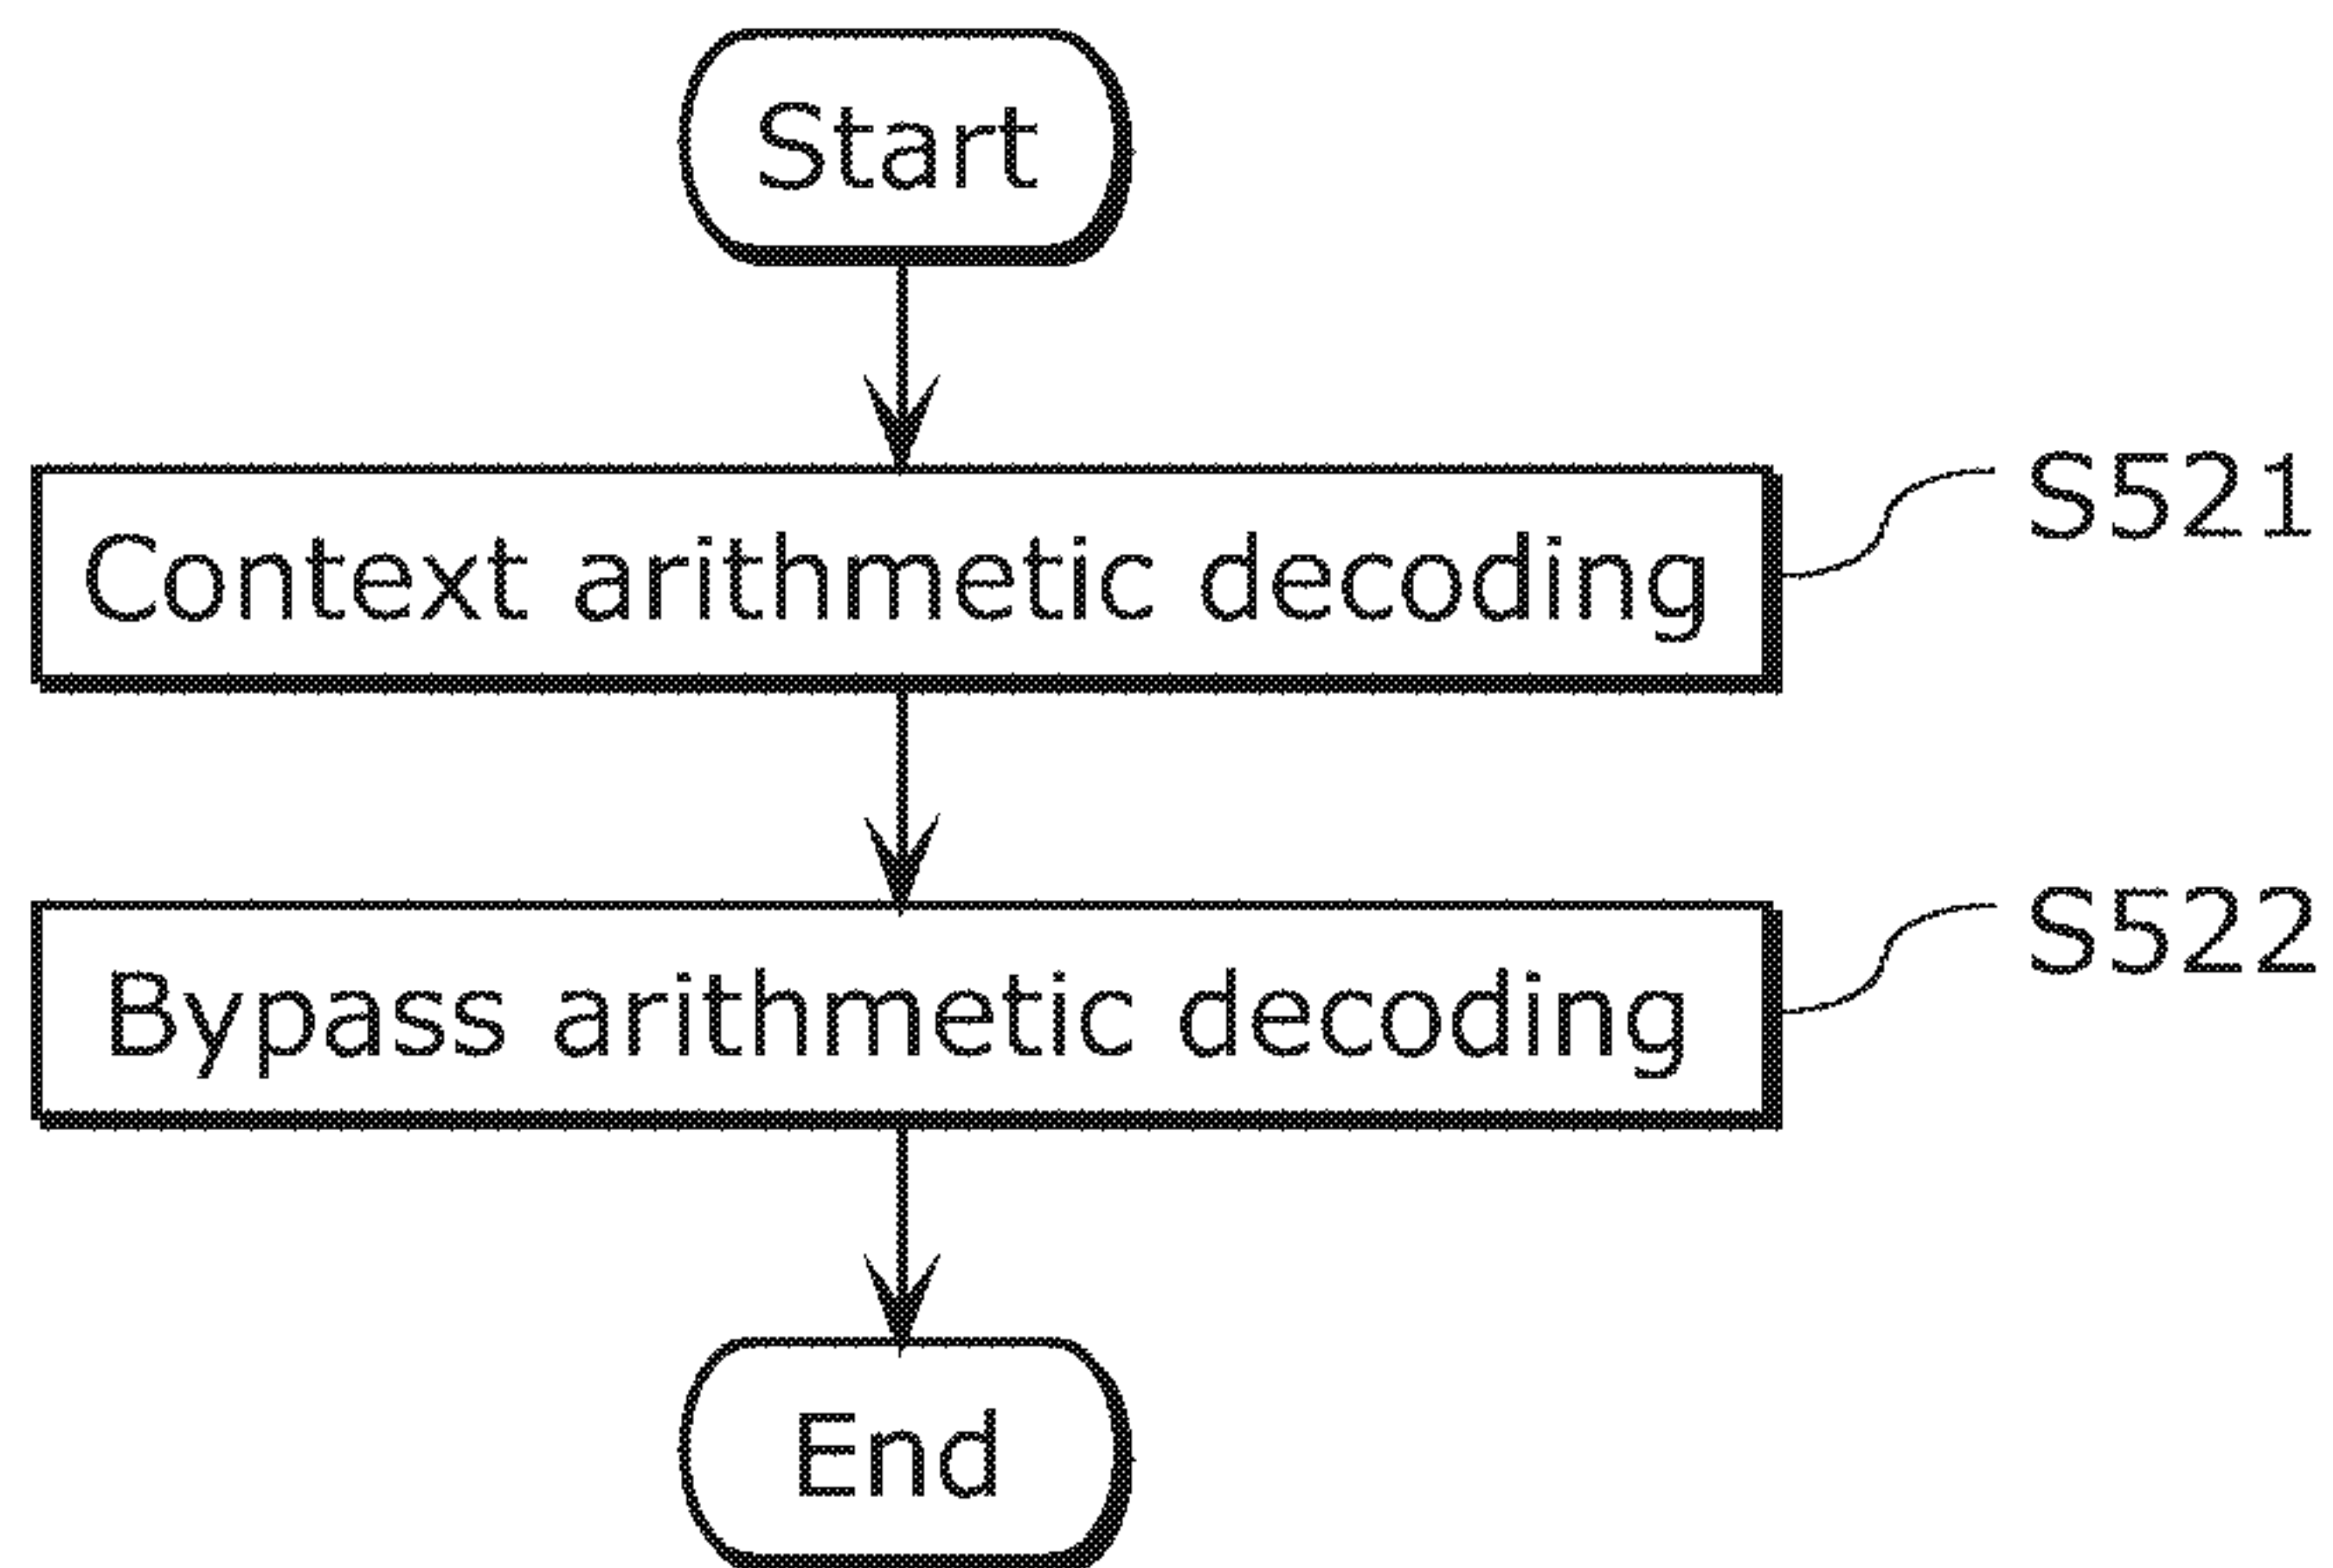 Start
Context arithmetic decoding
S521
Bypass arithmetic decoding
S522
End